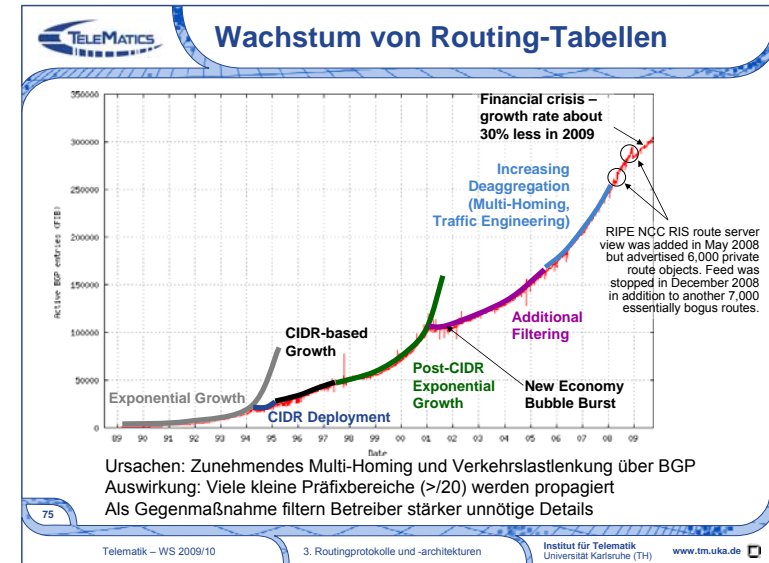 TELEMATICS
Wachstum von Routing-Tabellen
350000
300000
250000
200000
150000
100000
50000
0
Active BGP entries (FIB)
89 90 91 92 93 94 95 96 97 98 99 00 01 02 03 04 05 06 07 08 09
Date
Financial crisis –
growth rate about
30% less in 2009
Increasing
Deaggregation
(Multi-Homing,
Traffic Engineering)
RIPE NCC RIS route server
view was added in May 2008
but advertised 6,000 private
route objects. Feed was
stopped in December 2008
in addition to another 7,000
essentially bogus routes.
CIDR-based
Growth
Additional
Filtering
Exponential Growth
Post-CIDR
Exponential
Growth
New Economy
Bubble Burst
CIDR Deployment
Ursachen: Zunehmendes Multi-Homing und Verkehrslastlenkung über BGP
Auswirkung: Viele kleine Präfixbereiche (>/20) werden propagiert
Als Gegenmaßnahme filtern Betreiber stärker unnötige Details
75
Telematik – WS 2009/10
3. Routingprotokolle und -architekturen
Institut für Telematik
Universität Karlsruhe (TH)
www.tm.uka.de